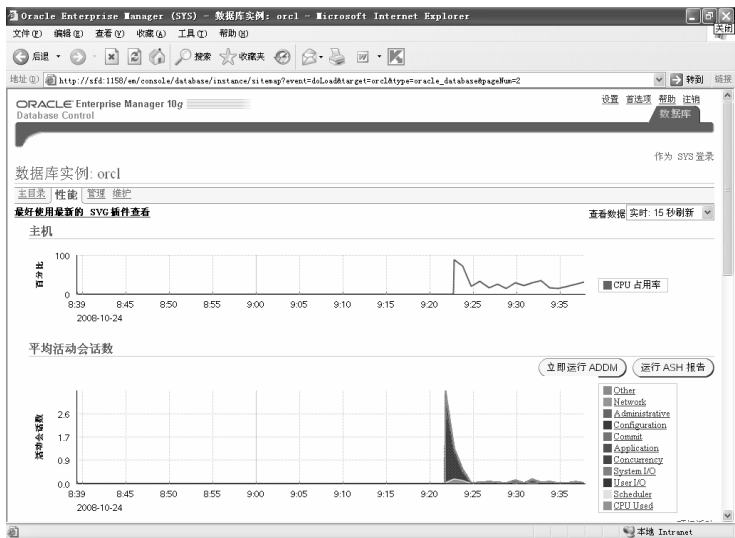 Oracle Enterprise Manager (SYS) - 数据库实例: orcl - Microsoft Internet Explorer
关闭
文件(F) 编辑(E) 查看(V) 收藏(A) 工具(T) 帮助(H)
后退 搜索 收藏夹
地址(D) http://sfd:1158/em/console/database/instance/sitemap?event=doLoad&target=orcl&type=oracle_database&pageNum=2 转到 链接
ORACLE Enterprise Manager 10g
Database Control
设置 首选项 帮助 注销
数据库
作为 SYS 登录
数据库实例: orcl
主目录 性能 管理 维护
最好使用最新的 SVG 插件查看
查看数据 实时: 15 秒刷新
主机
百分比
100
0
8:39 8:45 8:50 8:55 9:00 9:05 9:10 9:15 9:20 9:25 9:30 9:35
2008-10-24
CPU 占用率
平均活动会话数
立即运行 ADDM 运行 ASH 报告
活动会话数
2.6
1.7
0.9
0.0
8:39 8:45 8:50 8:55 9:00 9:05 9:10 9:15 9:20 9:25 9:30 9:35
2008-10-24
Other
Network
Administrative
Configuration
Commit
Application
Concurrency
System I/O
User I/O
Scheduler
CPU Used
本地 Intranet